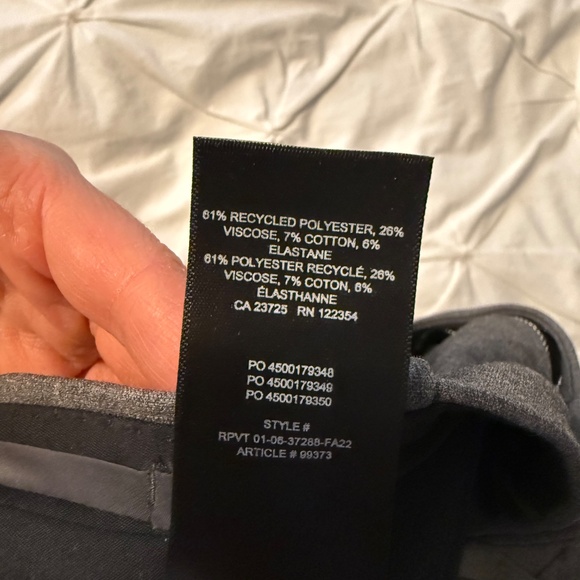 61% RECYCLED POLYESTER, 26%
VISCOSE, 7% COTTON, 6%
ELASTANE
61% POLYESTER RECYCLÉ, 26%
VISCOSE, 7% COTON, 6%
ÉLASTHANNE
CA 23725 RN 122354
PO 4500179348
PO 4500179349
PO 4500179350
STYLE #
RPVT 01-06-37288-FA22
ARTICLE # 99373